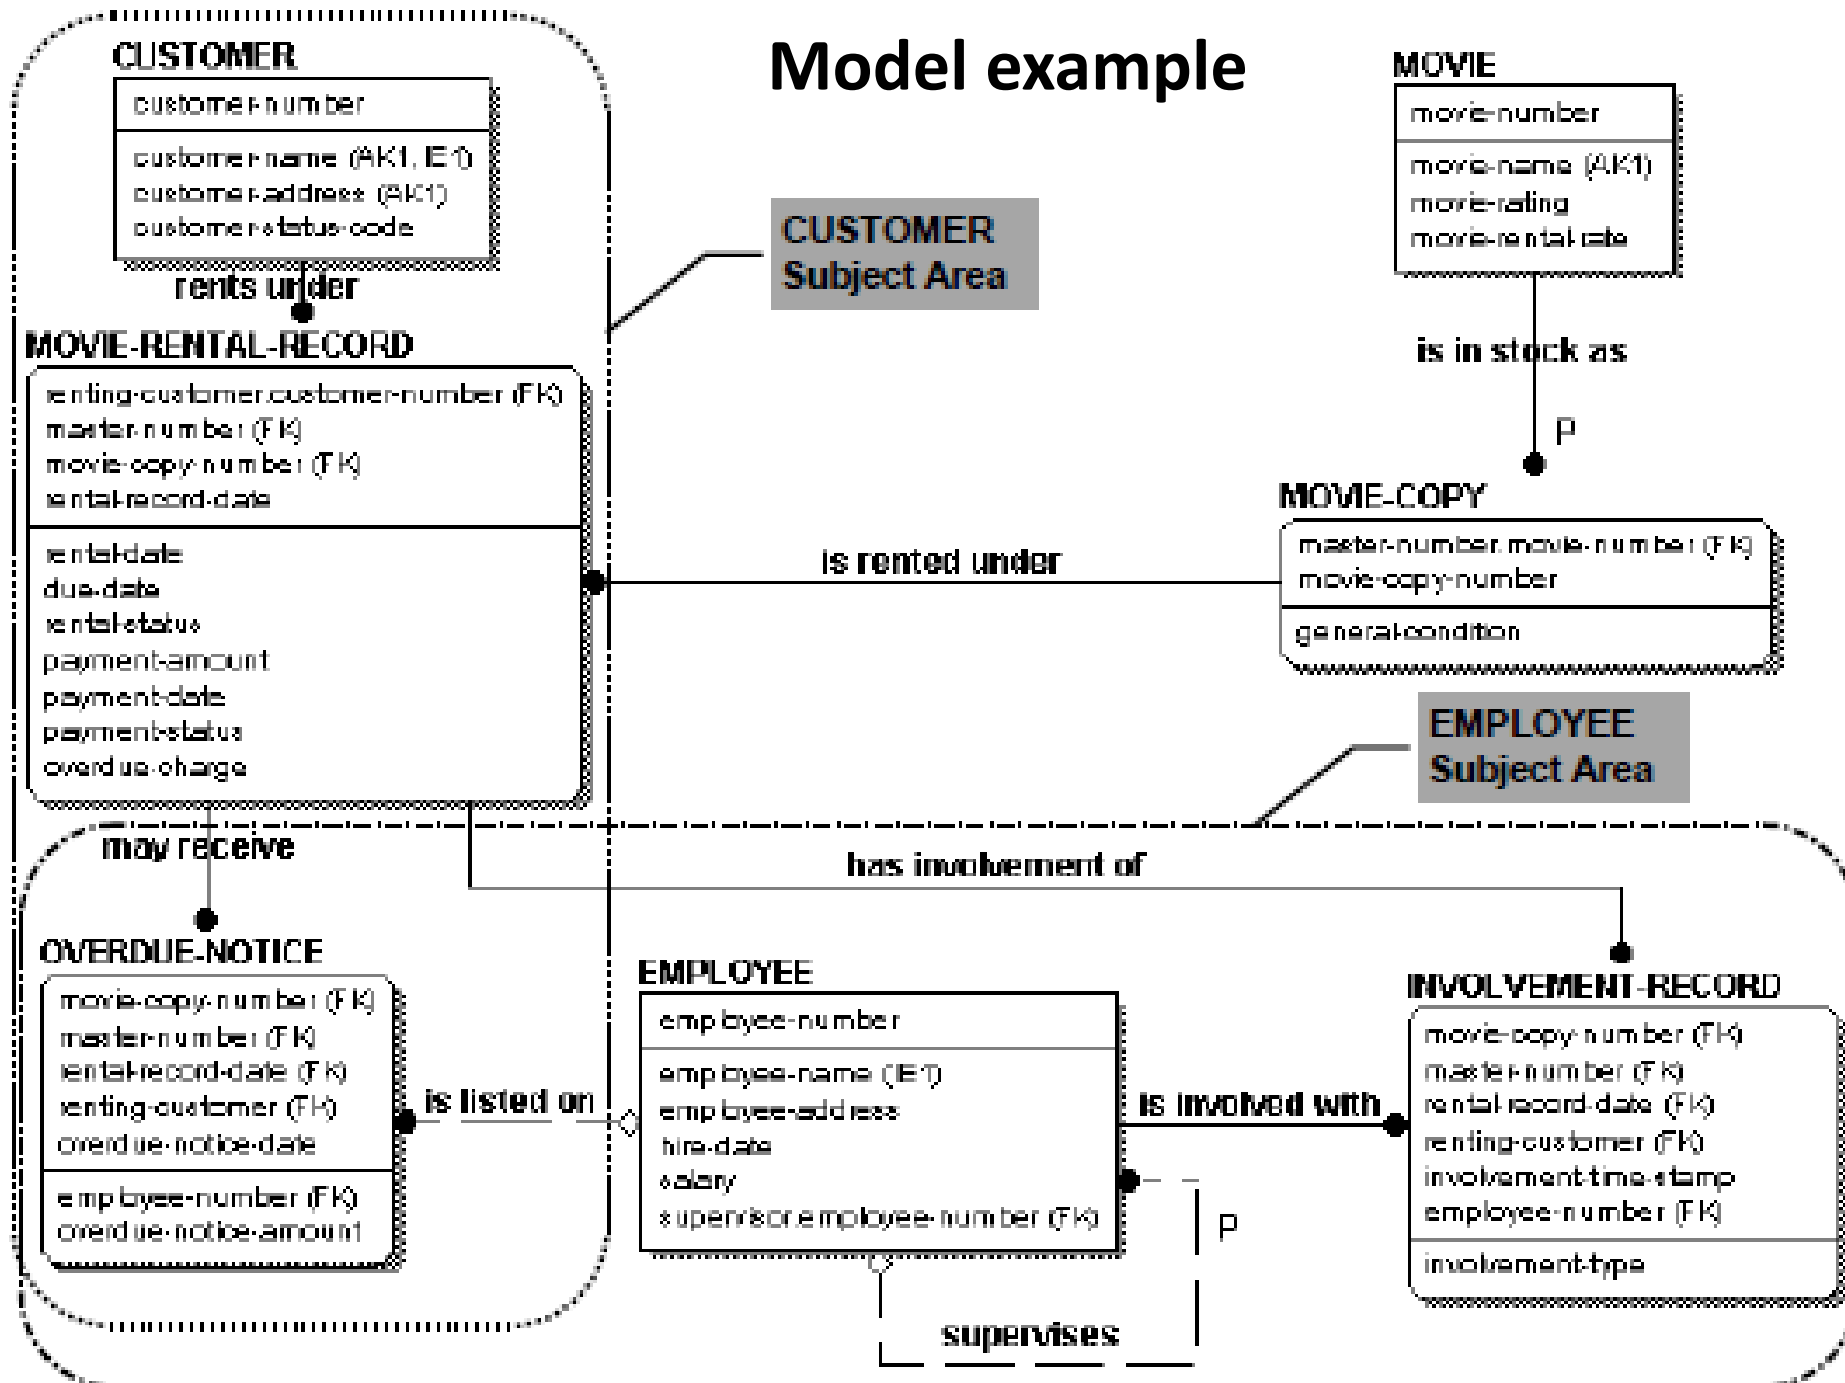 Model example
CUSTOMER
customer-number
customer-name (AK1, IE1)
customer-address (AK1)
customer-status-code
rents under
MOVIE-RENTAL-RECORD
renting-customer.customer-number (FK)
master-number (FK)
movie-copy-number (FK)
rental-record-date
rental-date
due-date
rental-status
payment-amount
payment-date
payment-status
overdue-charge
CUSTOMER
Subject Area
MOVIE
movie-number
movie-name (AK1)
movie-rating
movie-rental-rate
is in stock as
P
MOVIE-COPY
master-number.movie-number (FK)
movie-copy-number
general-condition
is rented under
EMPLOYEE
Subject Area
may receive
has involvement of
OVERDUE-NOTICE
movie-copy-number (FK)
master-number (FK)
rental-record-date (FK)
renting-customer (FK)
overdue-notice-date
employee-number (FK)
overdue-notice-amount
is listed on
EMPLOYEE
employee-number
employee-name (IE1)
employee-address
hire-date
salary
supervisor.employee-number (FK)
is involved with
P
supervises
INVOLVEMENT-RECORD
movie-copy-number (FK)
master-number (FK)
rental-record-date (FK)
renting-customer (FK)
involvement-time-stamp
employee-number (FK)
involvement-type